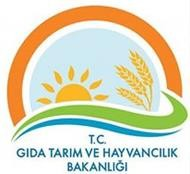 T.C.
GIDA TARIM VE HAYVANCILIK
BAKANLIĞI